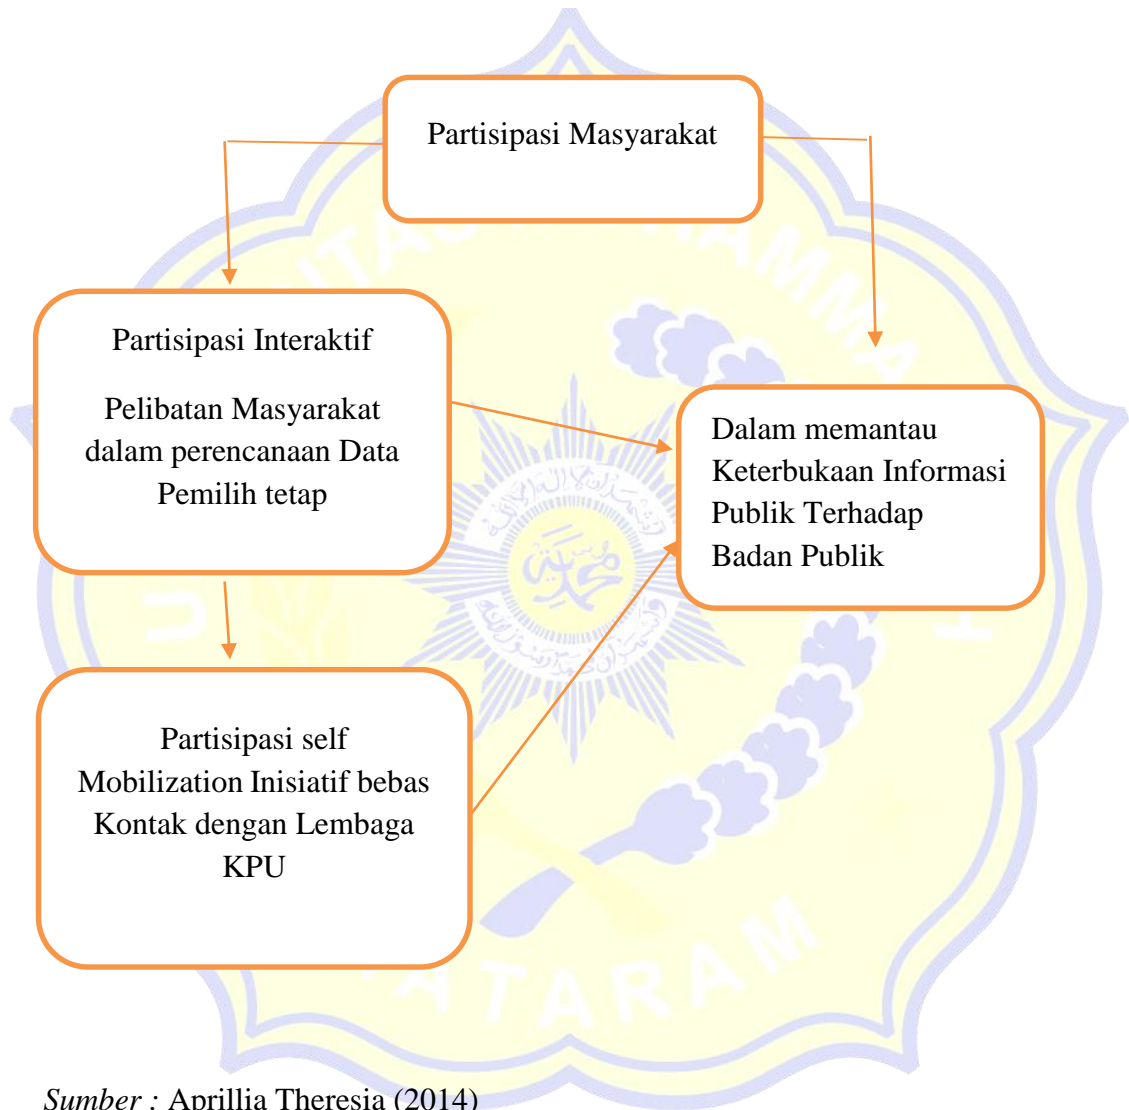 Partisipasi Masyarakat
Partisipasi Interaktif
Pelibatan Masyarakat
dalam perencanaan Data
Pemilih tetap
Dalam memantau
Keterbukaan Informasi
Publik Terhadap
Badan Publik
Partisipasi self
Mobilization Inisiatif bebas
Kontak dengan Lembaga
KPU
MATARAM
Sumber : Aprillia Theresia (2014)